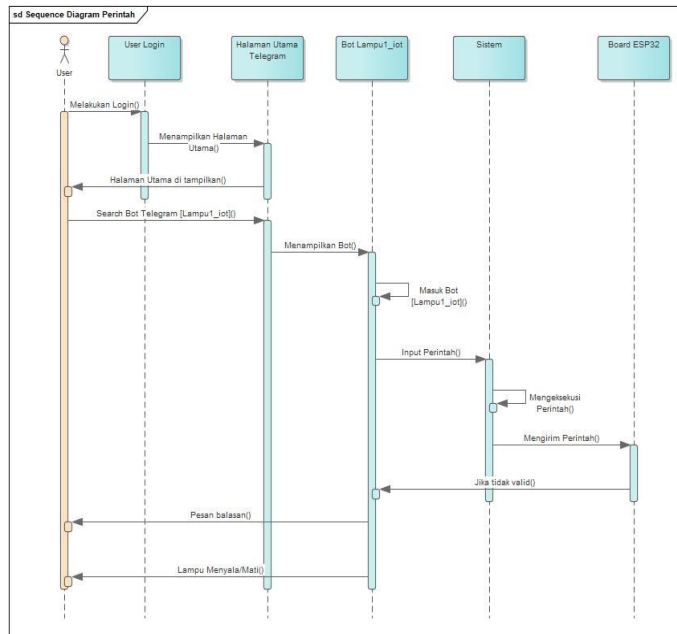 sd Sequence Diagram Perintah
User
User Login
Halaman Utama
Telegram
Bot Lampu1_iot
Sistem
Board ESP32
Melakukan Login()
Menampilkan Halaman
Utama()
Halaman Utama di tampilkan()
Search Bot Telegram [Lampu1_iot]()
Menampilkan Bot()
Masuk Bot
[Lampu1_iot]()
Input Perintah()
Mengeksekusi
Perintah()
Mengirim Perintah()
Jika tidak valid()
Pesan balasan()
Lampu Menyala/Mati()